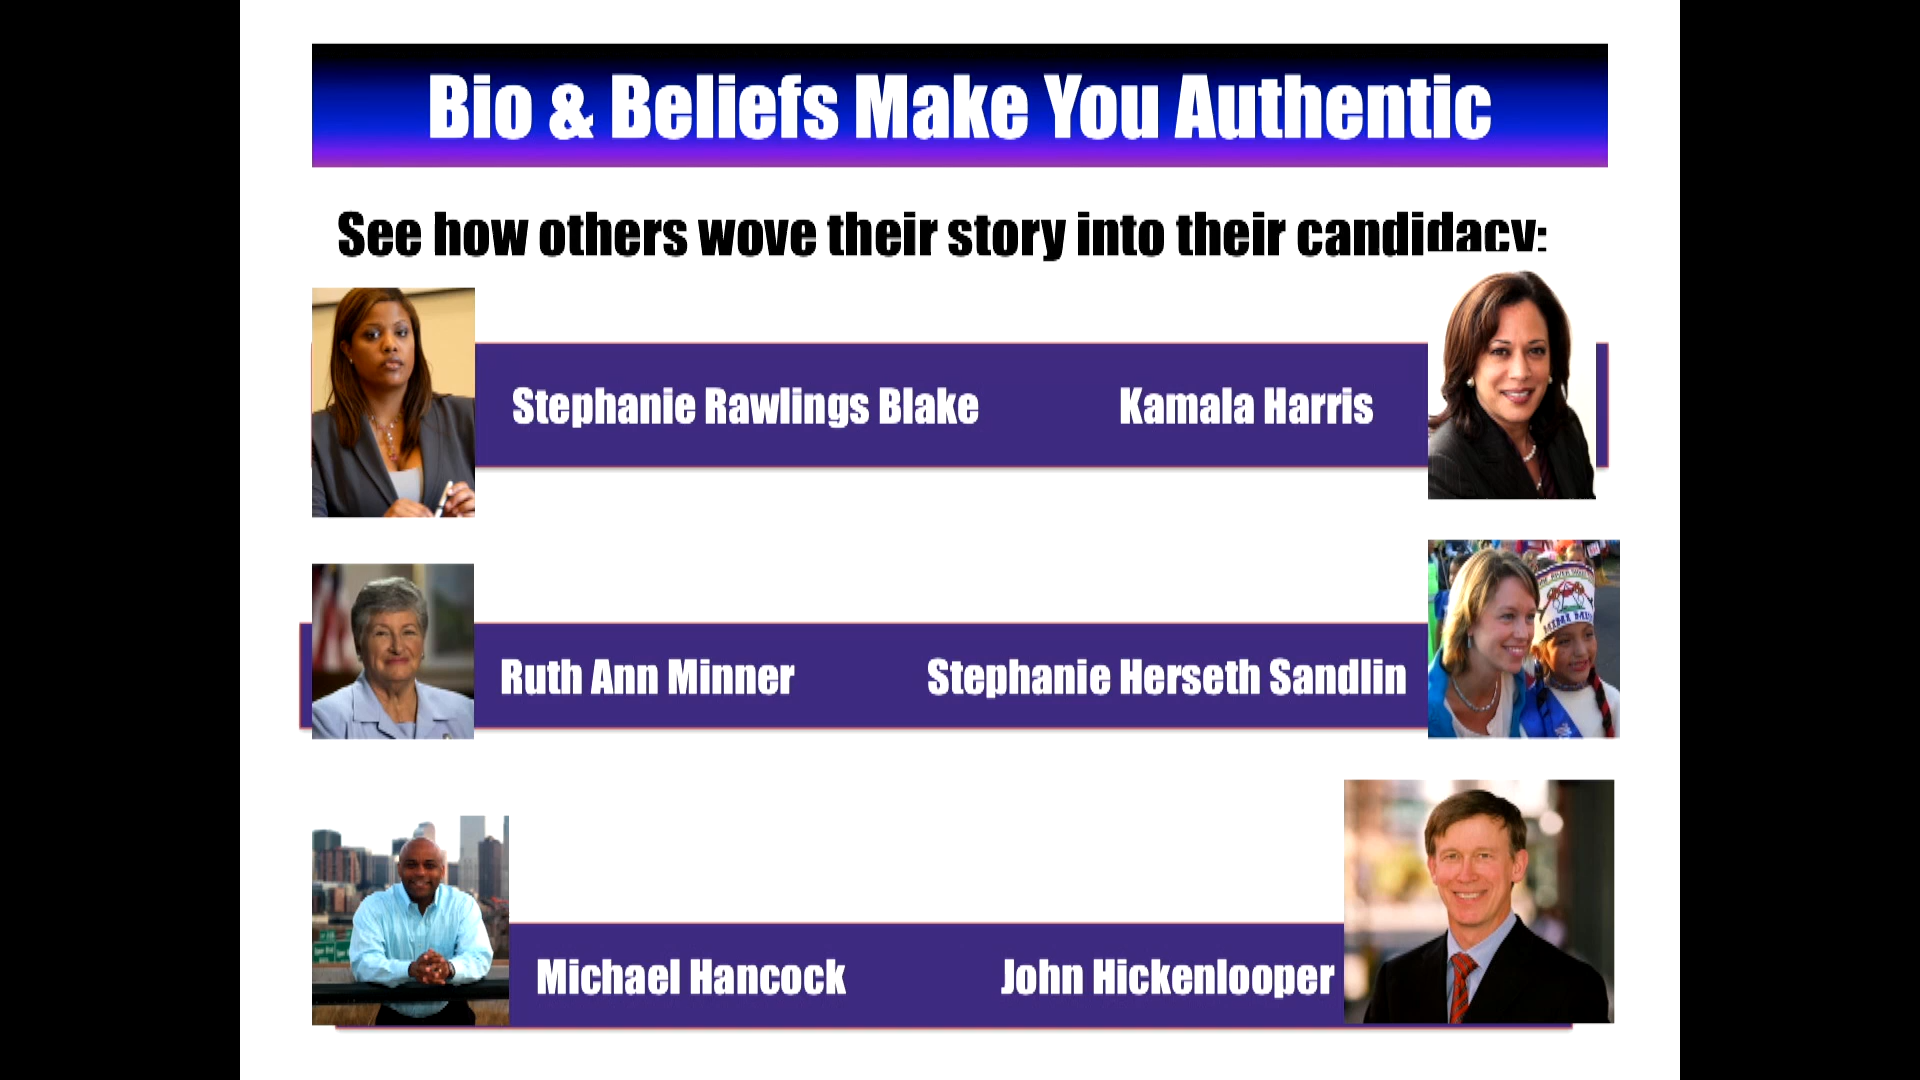 Bio & Beliefs Make You Authentic
See how others wove their story into their candidacy:
Stephanie Rawlings Blake
Kamala Harris
Ruth Ann Minner
Stephanie Herseth Sandlin
Michael Hancock
John Hickenlooper